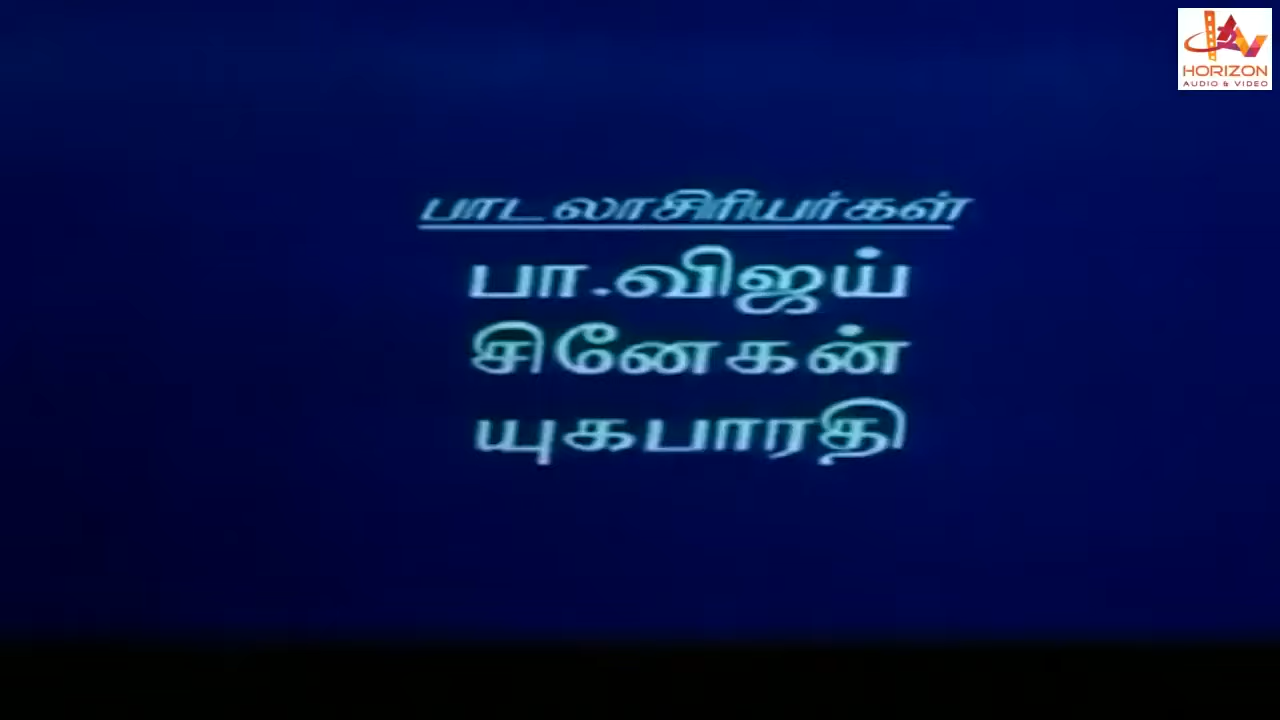 HORIZON
AUDIO & VIDEO
பாடலாசிரியர்கள்
பா.விஜய்
சினேகன்
யுகபாரதி